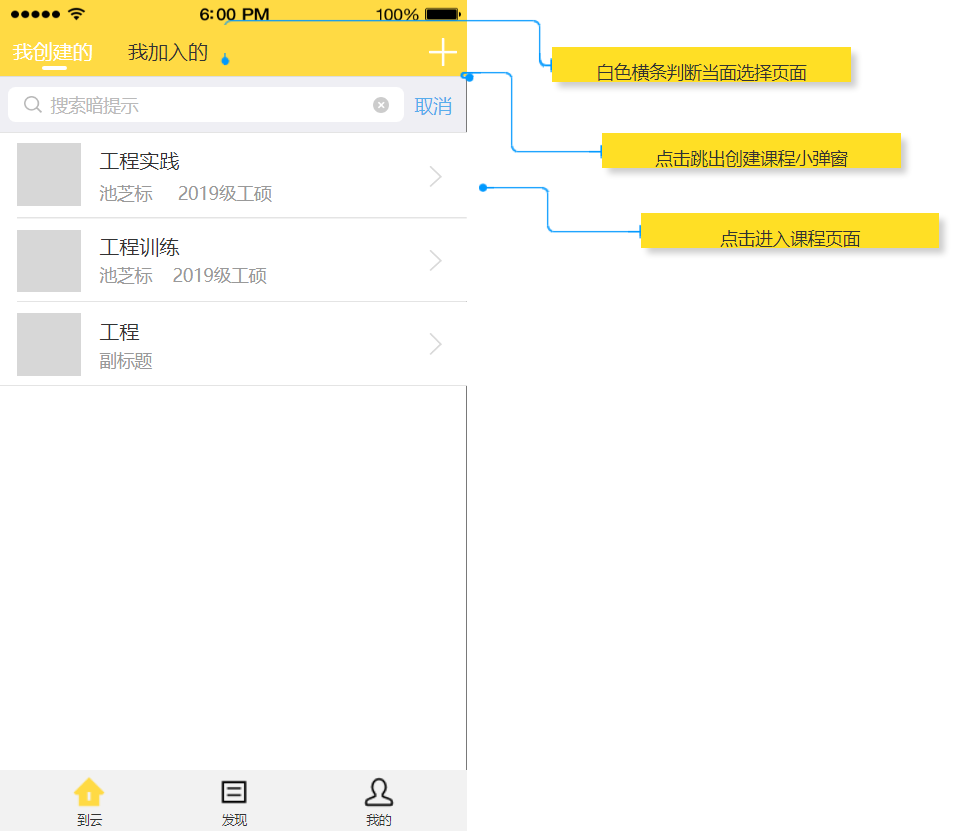 6:00 PM 100%
我创建的 我加入的
搜索暗提示 取消
工程实践
池芝标 2019级工硕
工程训练
池芝标 2019级工硕
工程
副标题
到云 发现 我的
白色横条判断当面选择页面
点击跳出创建课程小弹窗
点击进入课程页面